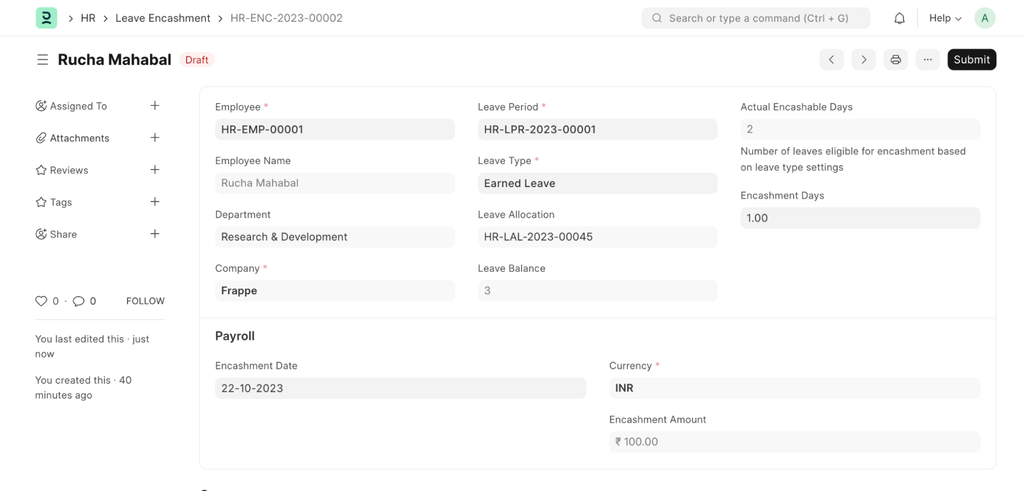 HR
Leave Encashment
HR-ENC-2023-00002
Search or type a command (Ctrl + G)
Help
A
Rucha Mahabal
Draft
Submit
Assigned To
Attachments
Reviews
Tags
Share
0 · 0
FOLLOW
You last edited this · just
now
You created this · 40
minutes ago
Employee *
HR-EMP-00001
Employee Name
Rucha Mahabal
Department
Research & Development
Company *
Frappe
Leave Period *
HR-LPR-2023-00001
Leave Type *
Earned Leave
Leave Allocation
HR-LAL-2023-00045
Leave Balance
3
Actual Encashable Days
2
Number of leaves eligible for encashment based
on leave type settings
Encashment Days
1.00
Payroll
Encashment Date
22-10-2023
Currency *
INR
Encashment Amount
₹ 100.00